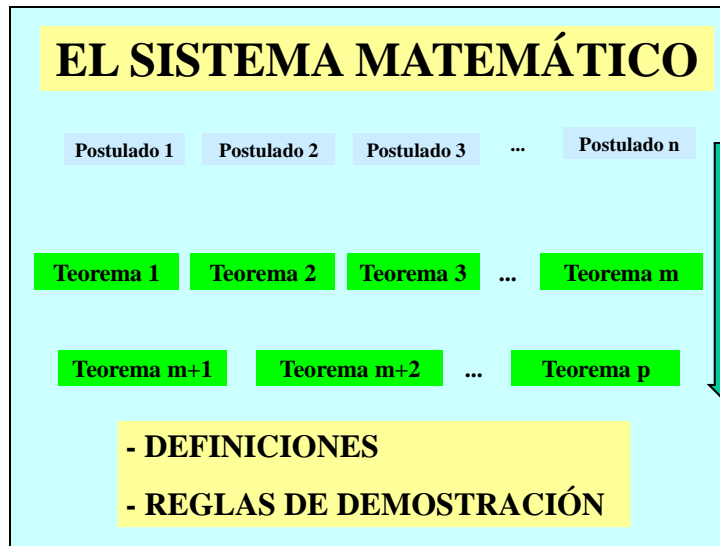 EL SISTEMA MATEMÁTICO
Postulado 1 Postulado 2 Postulado 3 ... Postulado n
Teorema 1 Teorema 2 Teorema 3 ... Teorema m
Teorema m+1 Teorema m+2 ... Teorema p
- DEFINICIONES
- REGLAS DE DEMOSTRACIÓN